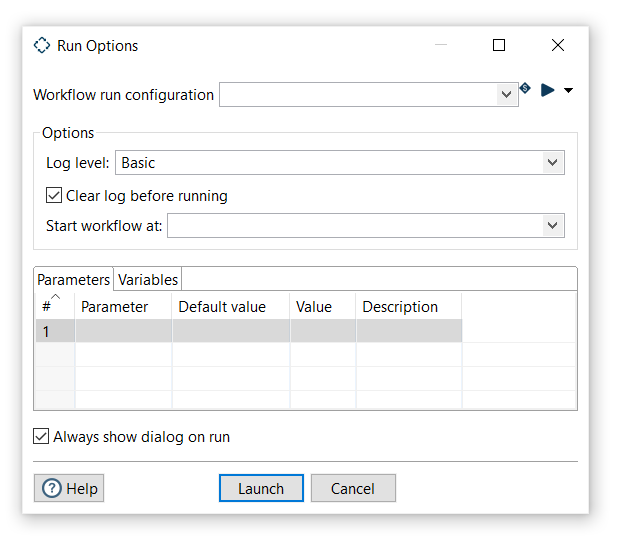 Run Options
Workflow run configuration
S
Options
Log level: Basic
Clear log before running
Start workflow at:
Parameters Variables
# Parameter Default value Value Description
1
Always show dialog on run
? Help Launch Cancel